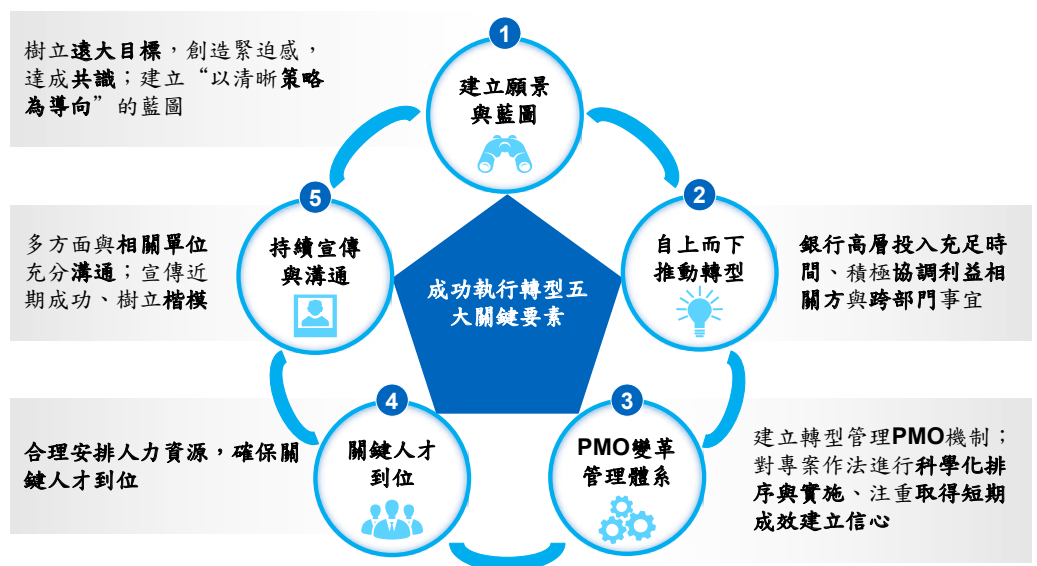 1
建立願景
與藍圖
樹立遠大目標，創造緊迫感，
達成共識；建立“以清晰策略
為導向”的藍圖
2
自上而下
推動轉型
銀行高層投入充足時
間、積極協調利益相
關方與跨部門事宜
3
PMO變革
管理體系
建立轉型管理PMO機制；
對專案作法進行科學化排
序與實施、注重取得短期
成效建立信心
4
關鍵人才
到位
合理安排人力資源，確保關
鍵人才到位
5
持續宣傳
與溝通
多方面與相關單位
充分溝通；宣傳近
期成功、樹立楷模
成功執行轉型五
大關鍵要素